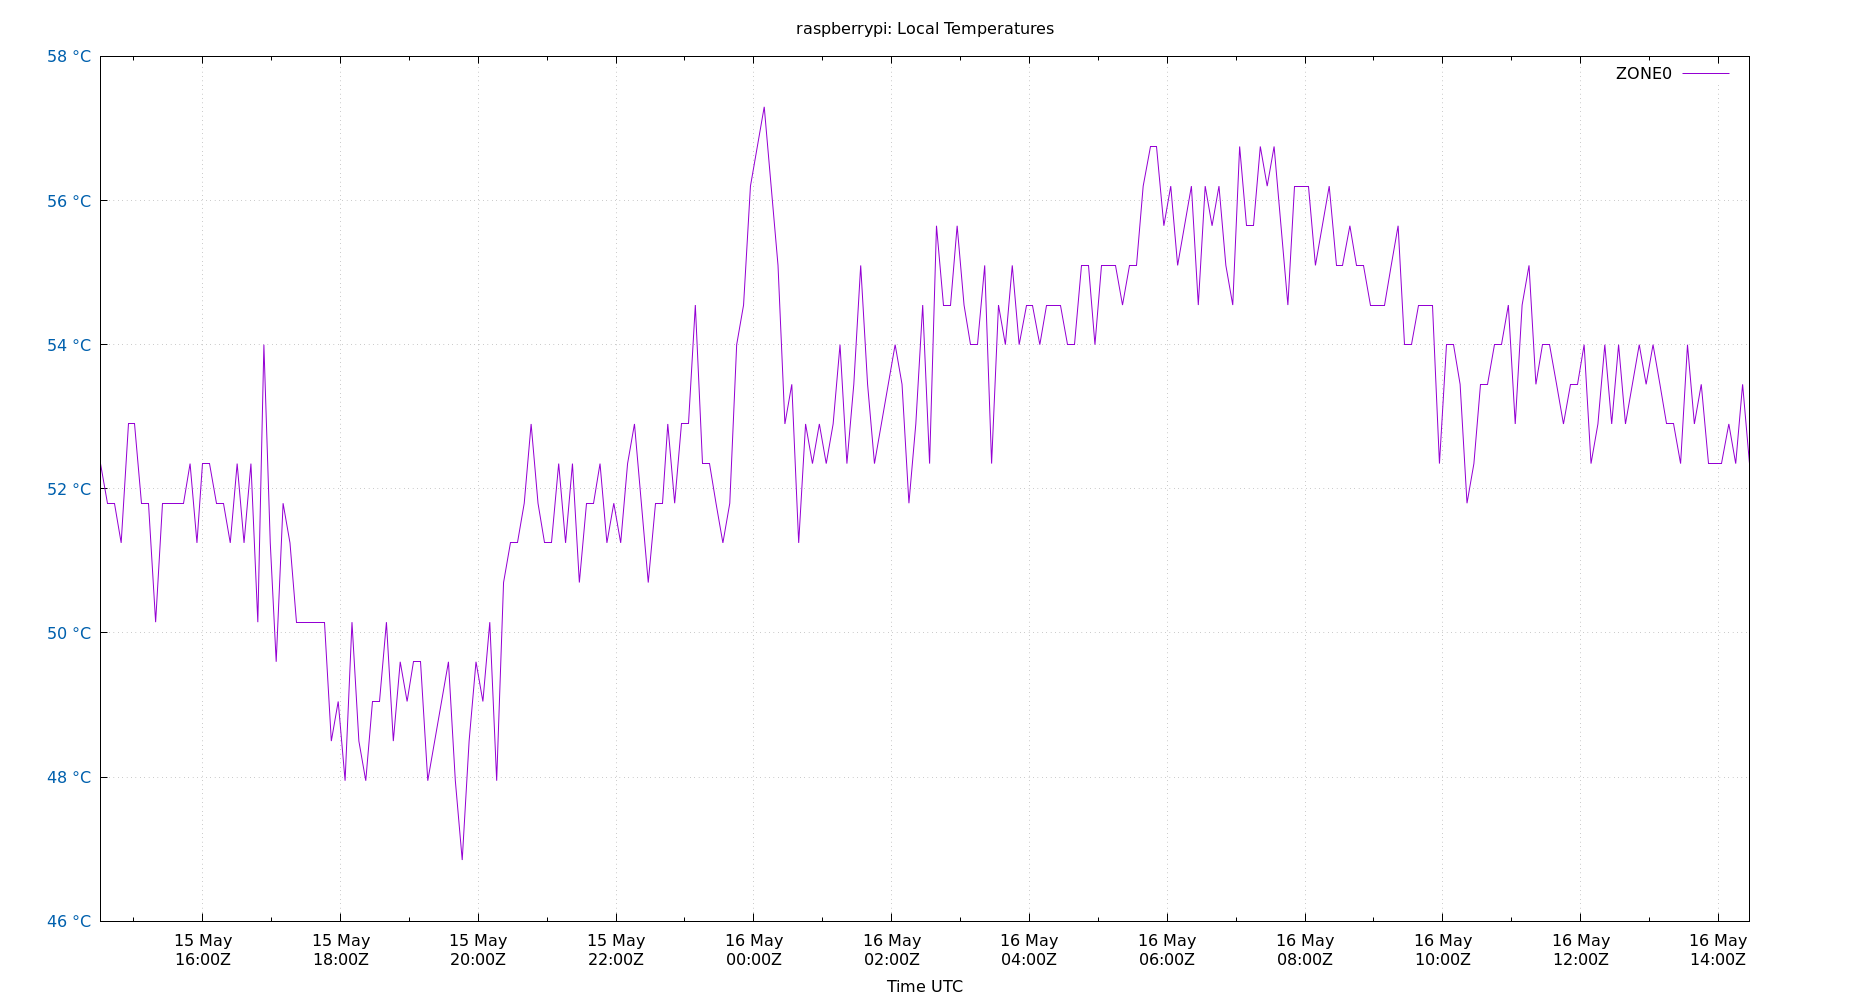 raspberrypi: Local Temperatures
58 °C
ZONE0
56 °C
54 °C
52 °C
50 °C
48 °C
46 °C
15 May 15 May 15 May 15 May 16 May 16 May 16 May 16 May 16 May 16 May 16 May 16 May
16:00Z 18:00Z 20:00Z 22:00Z 00:00Z 02:00Z 04:00Z 06:00Z 08:00Z 10:00Z 12:00Z 14:00Z
Time UTC